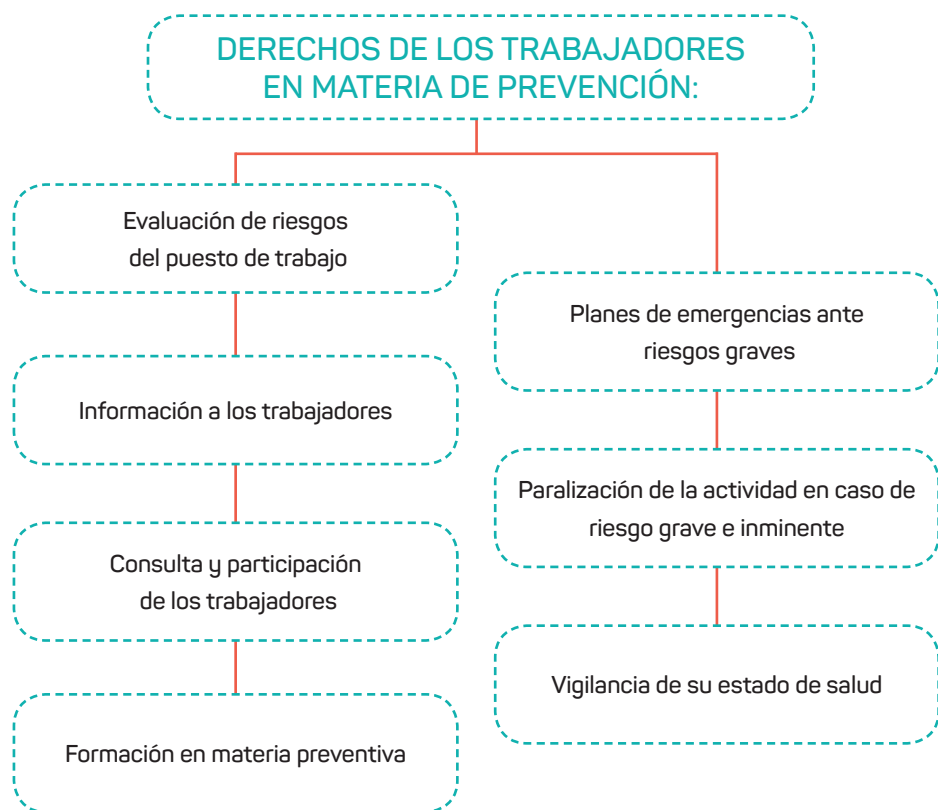 DERECHOS DE LOS TRABAJADORES
EN MATERIA DE PREVENCIÓN:
Evaluación de riesgos
del puesto de trabajo
Información a los trabajadores
Consulta y participación
de los trabajadores
Formación en materia preventiva
Planes de emergencias ante
riesgos graves
Paralización de la actividad en caso de
riesgo grave e inminente
Vigilancia de su estado de salud